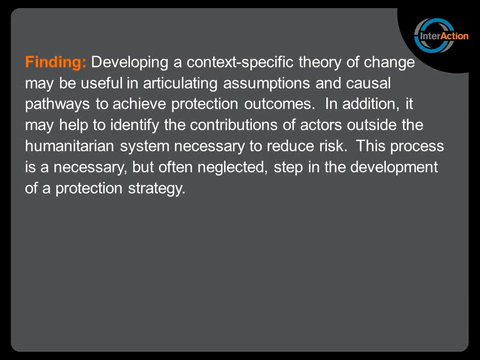 InterAction
Finding: Developing a context-specific theory of change
may be useful in articulating assumptions and causal
pathways to achieve protection outcomes. In addition, it
may help to identify the contributions of actors outside the
humanitarian system necessary to reduce risk. This process
is a necessary, but often neglected, step in the development
of a protection strategy.